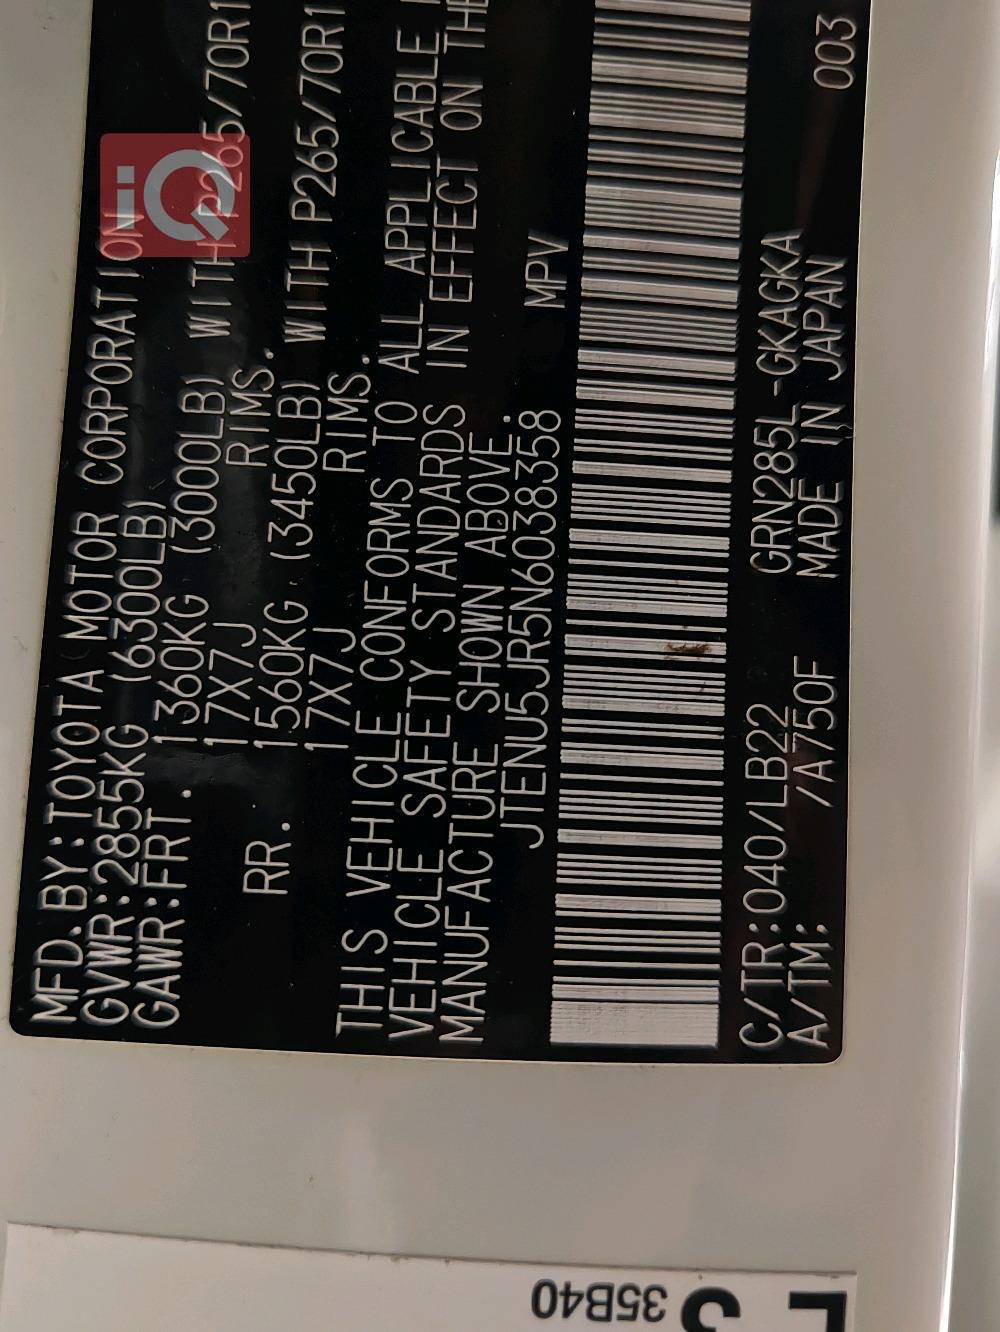 MFD.BY:TOYOTA MOTOR CORPORATION
GVWR:2855KG (6300LB)
GAWR:FRT. 1360KG (3000LB) WITH P265/70R1
17X7J RIMS.
RR. 1560KG (3450LB) WITH P265/70R1
17X7J RIMS.
THIS VEHICLE CONFORMS TO ALL APPLICABLE
VEHICLE SAFETY STANDARDS IN EFFECT ON THE
MANUFACTURE SHOWN ABOVE.
JTENU5JR5N6038358 MPV
C/TR:040/LB22 GRN285L-GKAGKA
A/TM: /A750F MADE IN JAPAN 003
iQ
35B40